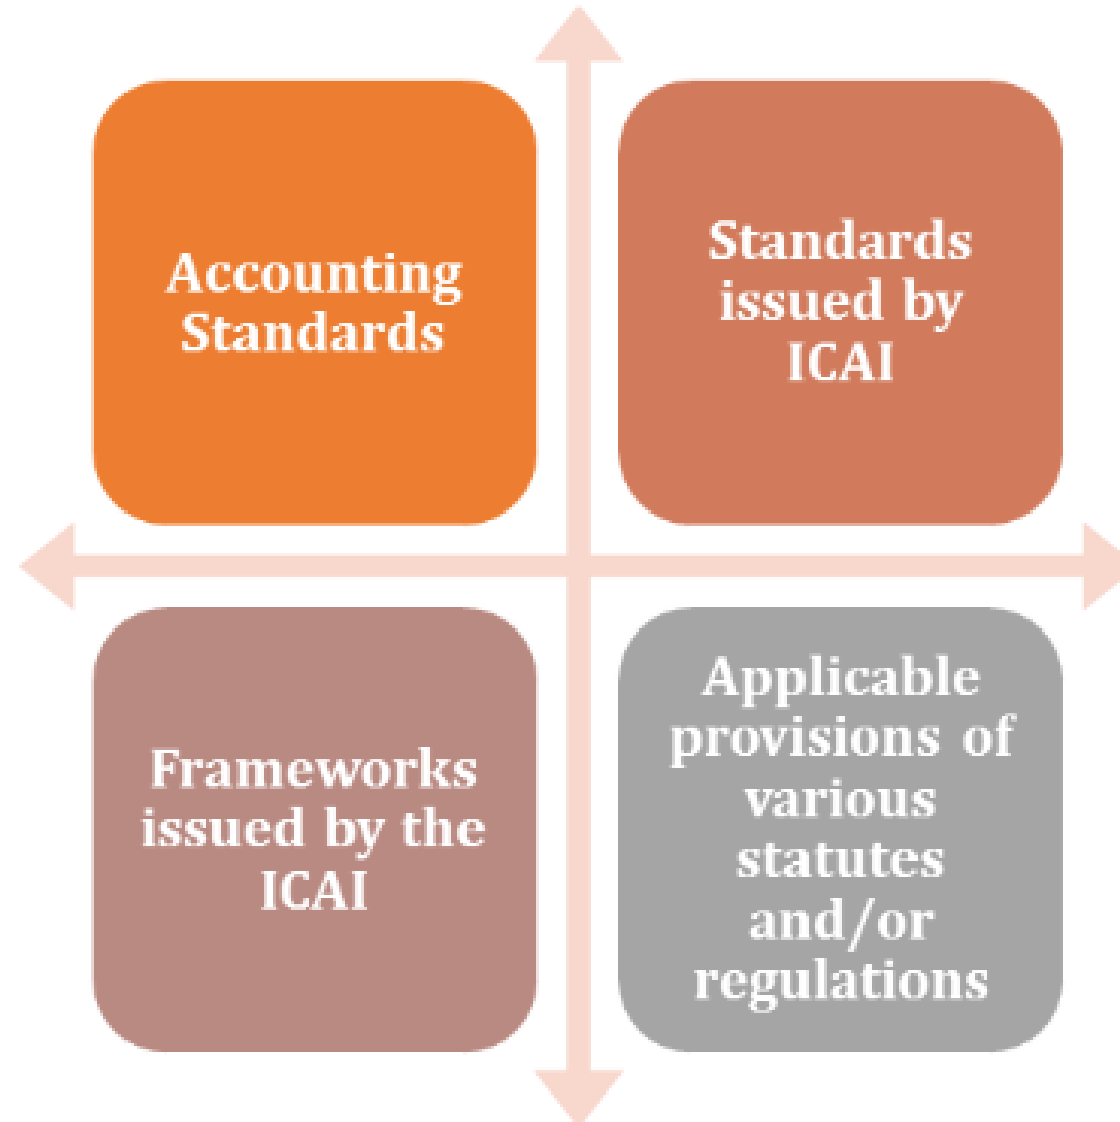 Accounting
Standards
Standards
issued by
ICAI
Frameworks
issued by the
ICAI
Applicable
provisions of
various
statutes
and/or
regulations